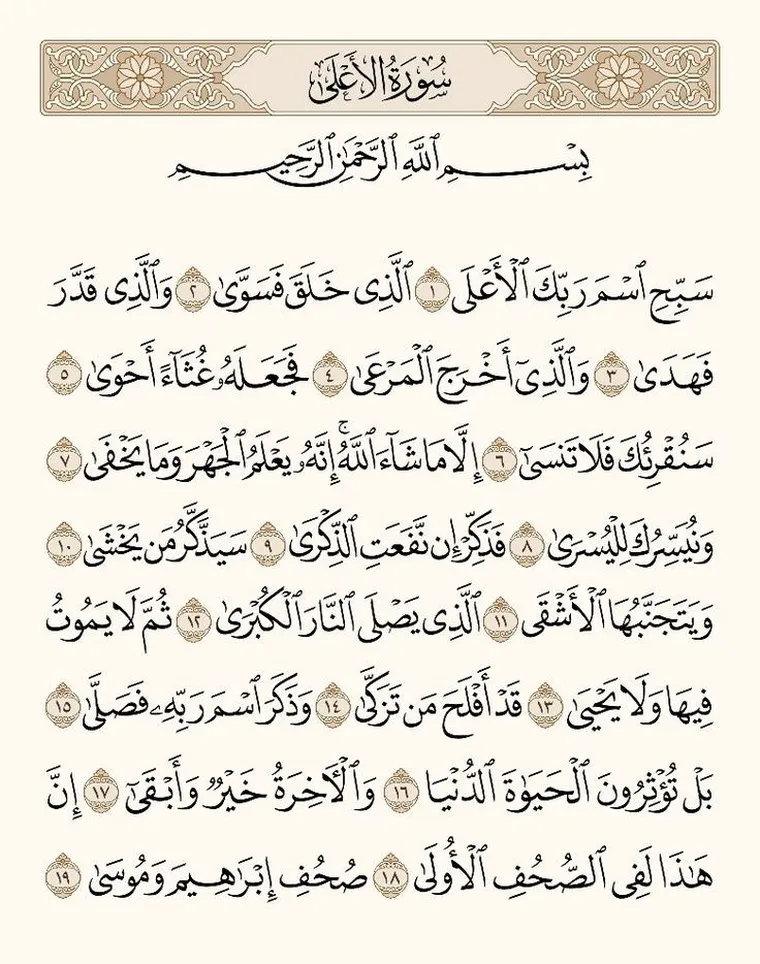 سُورَةُ الأَعْلَىٰ
بِسْمِ ٱللَّهِ ٱلرَّحْمَٰنِ ٱلرَّحِيمِ
سَبِّحِ ٱسْمَ رَبِّكَ ٱلْأَعْلَى ١ ٱلَّذِى خَلَقَ فَسَوَّىٰ ٢ وَٱلَّذِى قَدَّرَ
فَهَدَىٰ ٣ وَٱلَّذِىٓ أَخْرَجَ ٱلْمَرْعَىٰ ٤ فَجَعَلَهُۥ غُثَآءً أَحْوَىٰ ٥
سَنُقْرِئُكَ فَلَا تَنسَىٰٓ ٦ إِلَّا مَا شَآءَ ٱللَّهُ ۚ إِنَّهُۥ يَعْلَمُ ٱلْجَهْرَ وَمَا يَخْفَىٰ ٧
وَنُيَسِّرُكَ لِلْيُسْرَىٰ ٨ فَذَكِّرْ إِن نَّفَعَتِ ٱلذِّكْرَىٰ ٩ سَيَذَّكَّرُ مَن يَخْشَىٰ ١٠
وَيَتَجَنَّبُهَا ٱلْأَشْقَى ١١ ٱلَّذِى يَصْلَى ٱلنَّارَ ٱلْكُبْرَىٰ ١٢ ثُمَّ لَا يَمُوتُ
فِيهَا وَلَا يَحْيَىٰ ١٣ قَدْ أَفْلَحَ مَن تَزَكَّىٰ ١٤ وَذَكَرَ ٱسْمَ رَبِّهِۦ فَصَلَّىٰ ١٥
بَلْ تُؤْثِرُونَ ٱلْحَيَوٰةَ ٱلدُّنْيَا ١٦ وَٱلْـَٔاخِرَةُ خَيْرٌ وَأَبْقَىٰٓ ١٧ إِنَّ
هَٰذَا لَفِى ٱلصُّحُفِ ٱلْأُولَىٰ ١٨ صُحُفِ إِبْرَٰهِيمَ وَمُوسَىٰ ١٩